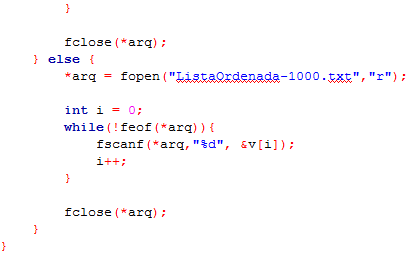 }
fclose(*arq);
} else {
*arq = fopen("ListaOrdenada-1000.txt","r");
int i = 0;
while(!feof(*arq)){
fscanf(*arq,"%d", &v[i]);
i++;
}
fclose(*arq);
}
}